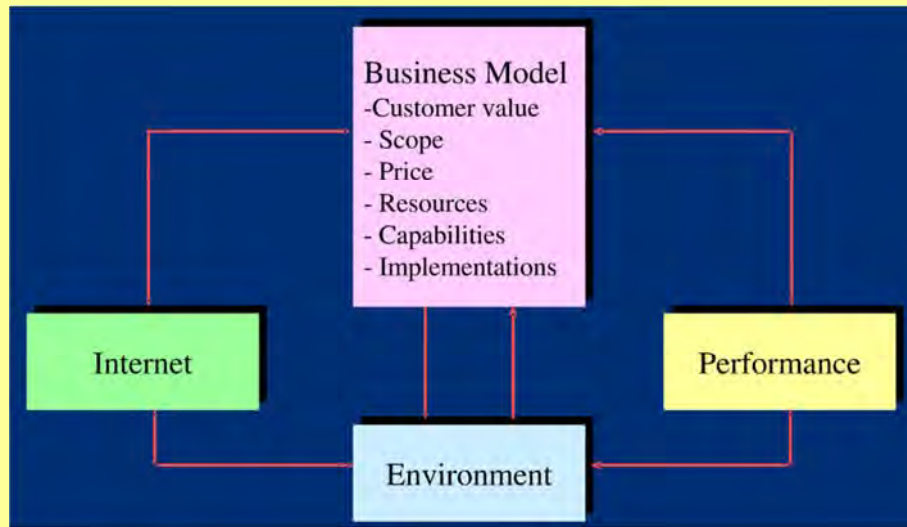 Business Model
-Customer value
- Scope
- Price
- Resources
- Capabilities
- Implementations
Internet
Performance
Environment